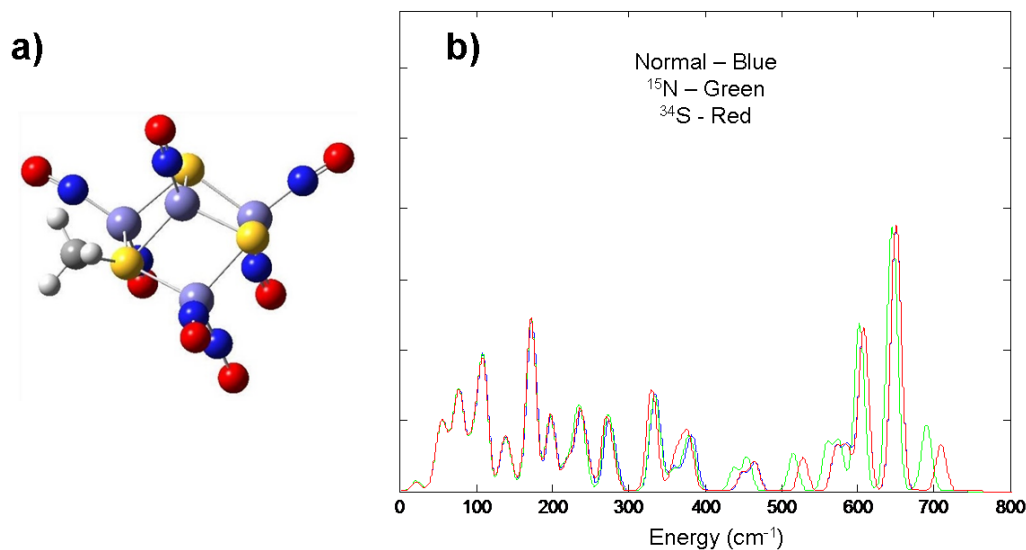 a)
b)
Normal – Blue
¹⁵N – Green
³⁴S - Red
0
100
200
300
400
500
600
700
800
Energy (cm⁻¹)